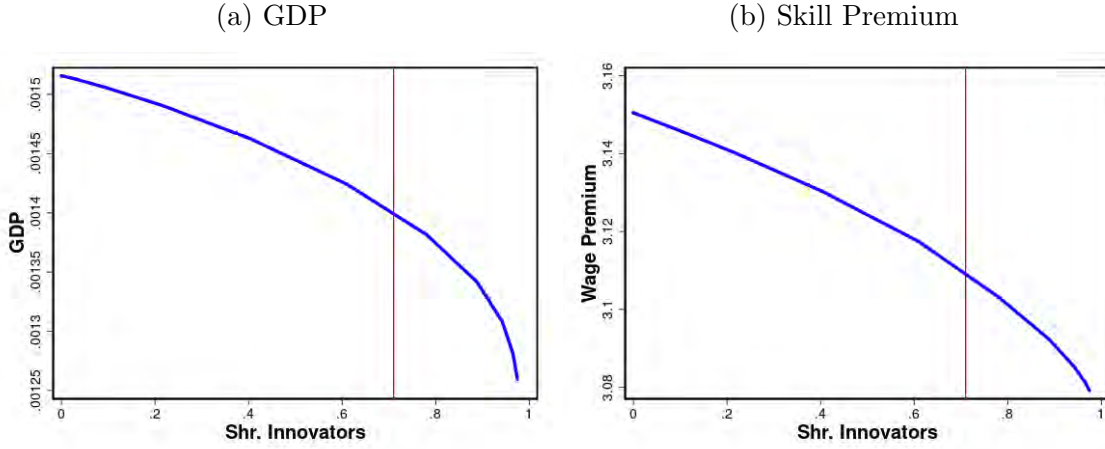 (a) GDP
GDP
.0015
.00145
.0014
.00135
.0013
.00125
0 .2 .4 .6 .8 1
Shr. Innovators
(b) Skill Premium
Wage Premium
3.16
3.14
3.12
3.1
3.08
0 .2 .4 .6 .8 1
Shr. Innovators